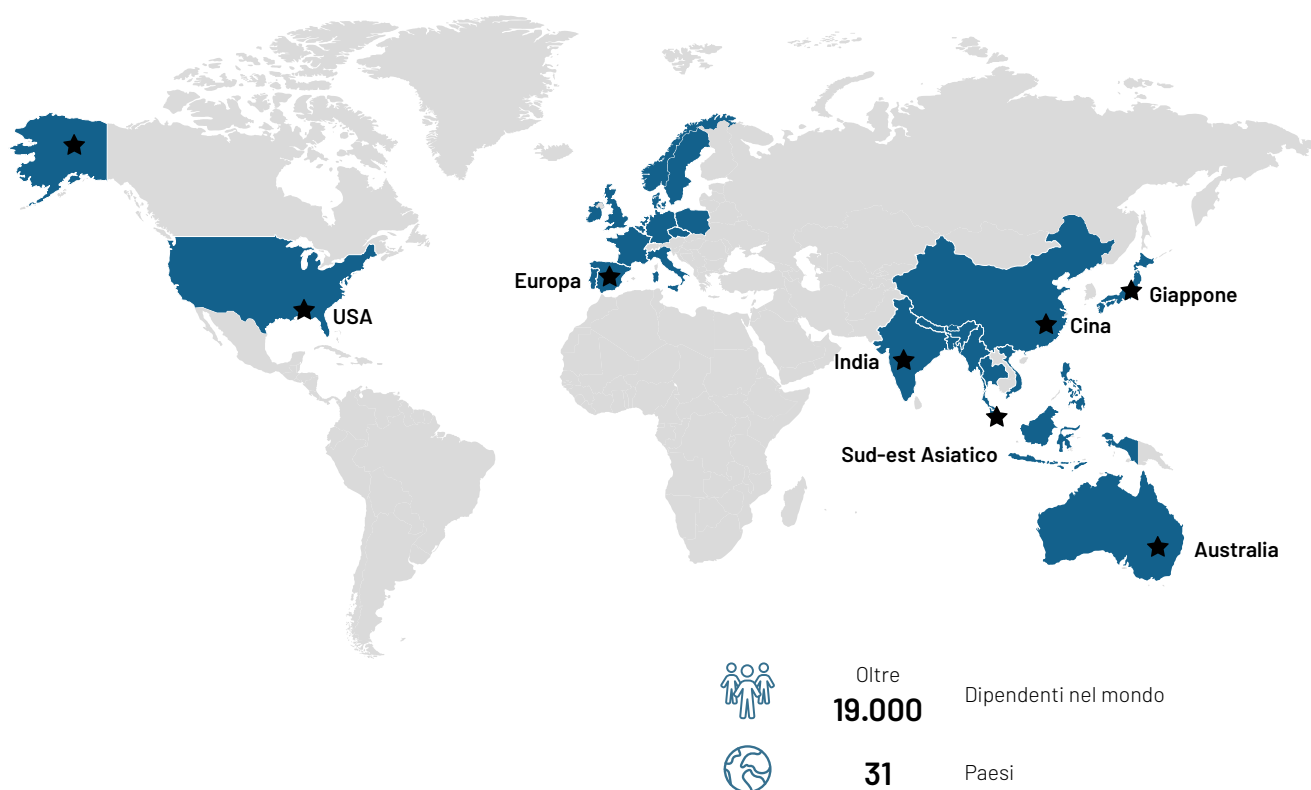 Europa
USA
Giappone
Cina
India
Sud-est Asiatico
Australia
Oltre
19.000
Dipendenti nel mondo
31
Paesi